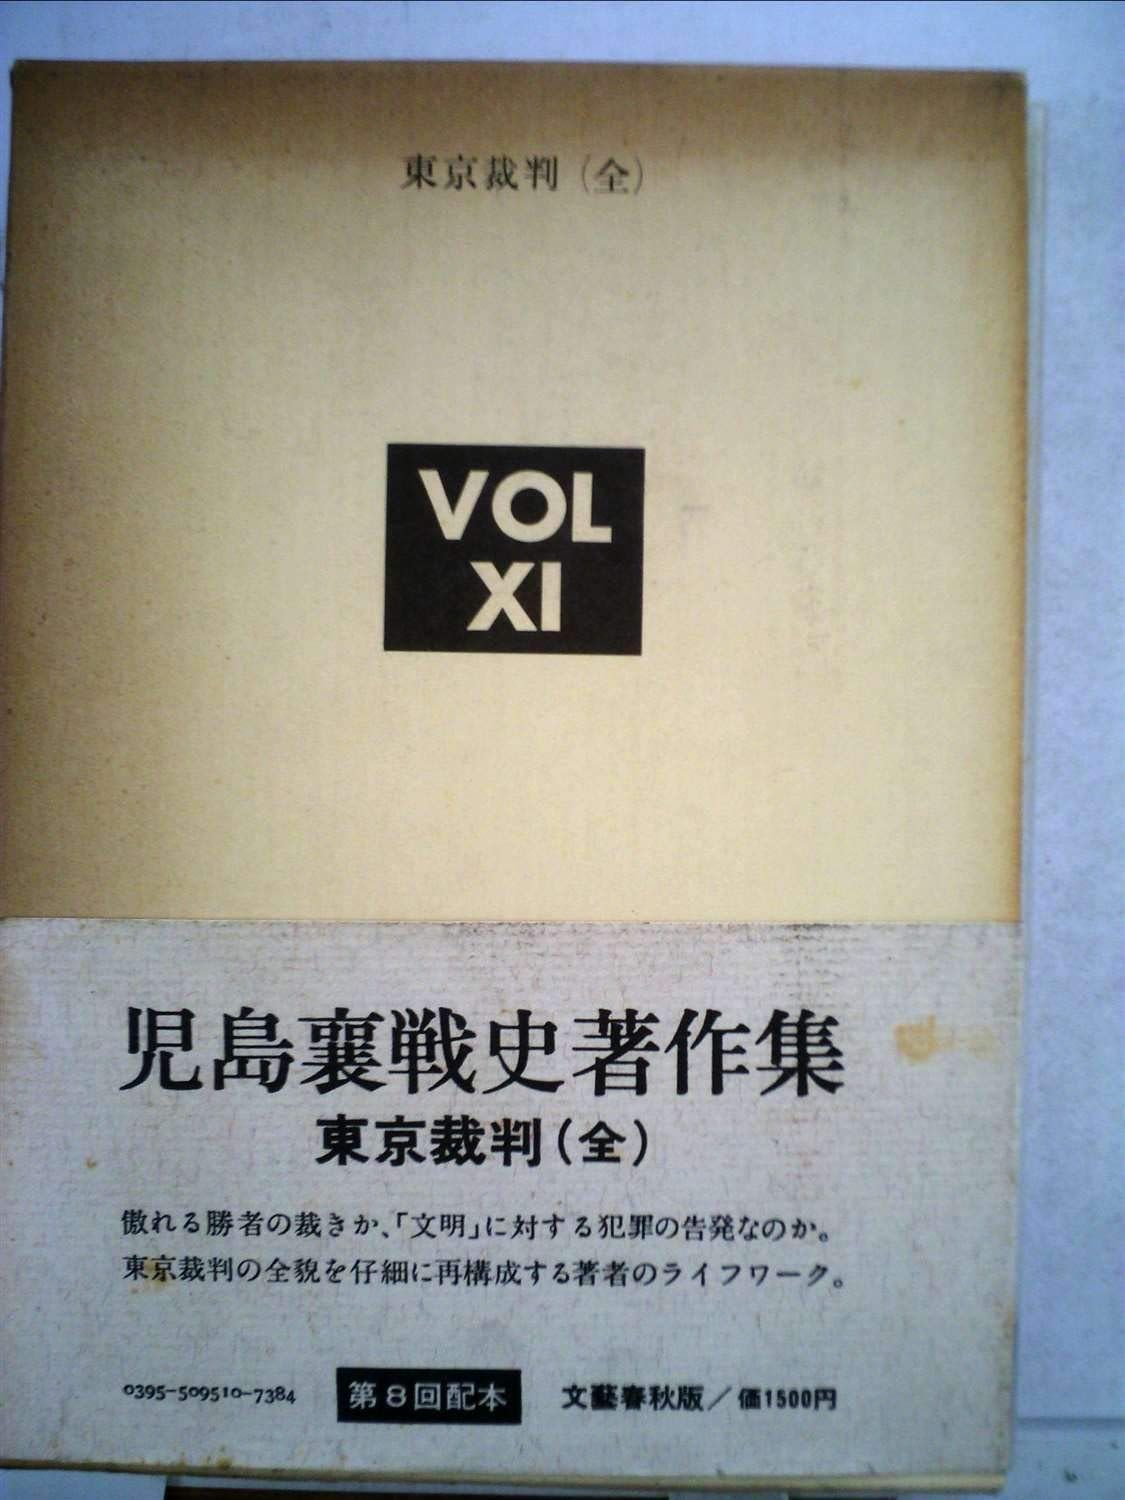 東京裁判（全）
VOL
XI
児島襄戦史著作集
東京裁判（全）
傲れる勝者の裁きか、「文明」に対する犯罪の告発なのか。
東京裁判の全貌を仔細に再構成する著者のライフワーク。
0395-509510-7384 第8回配本 文藝春秋版／価1500円